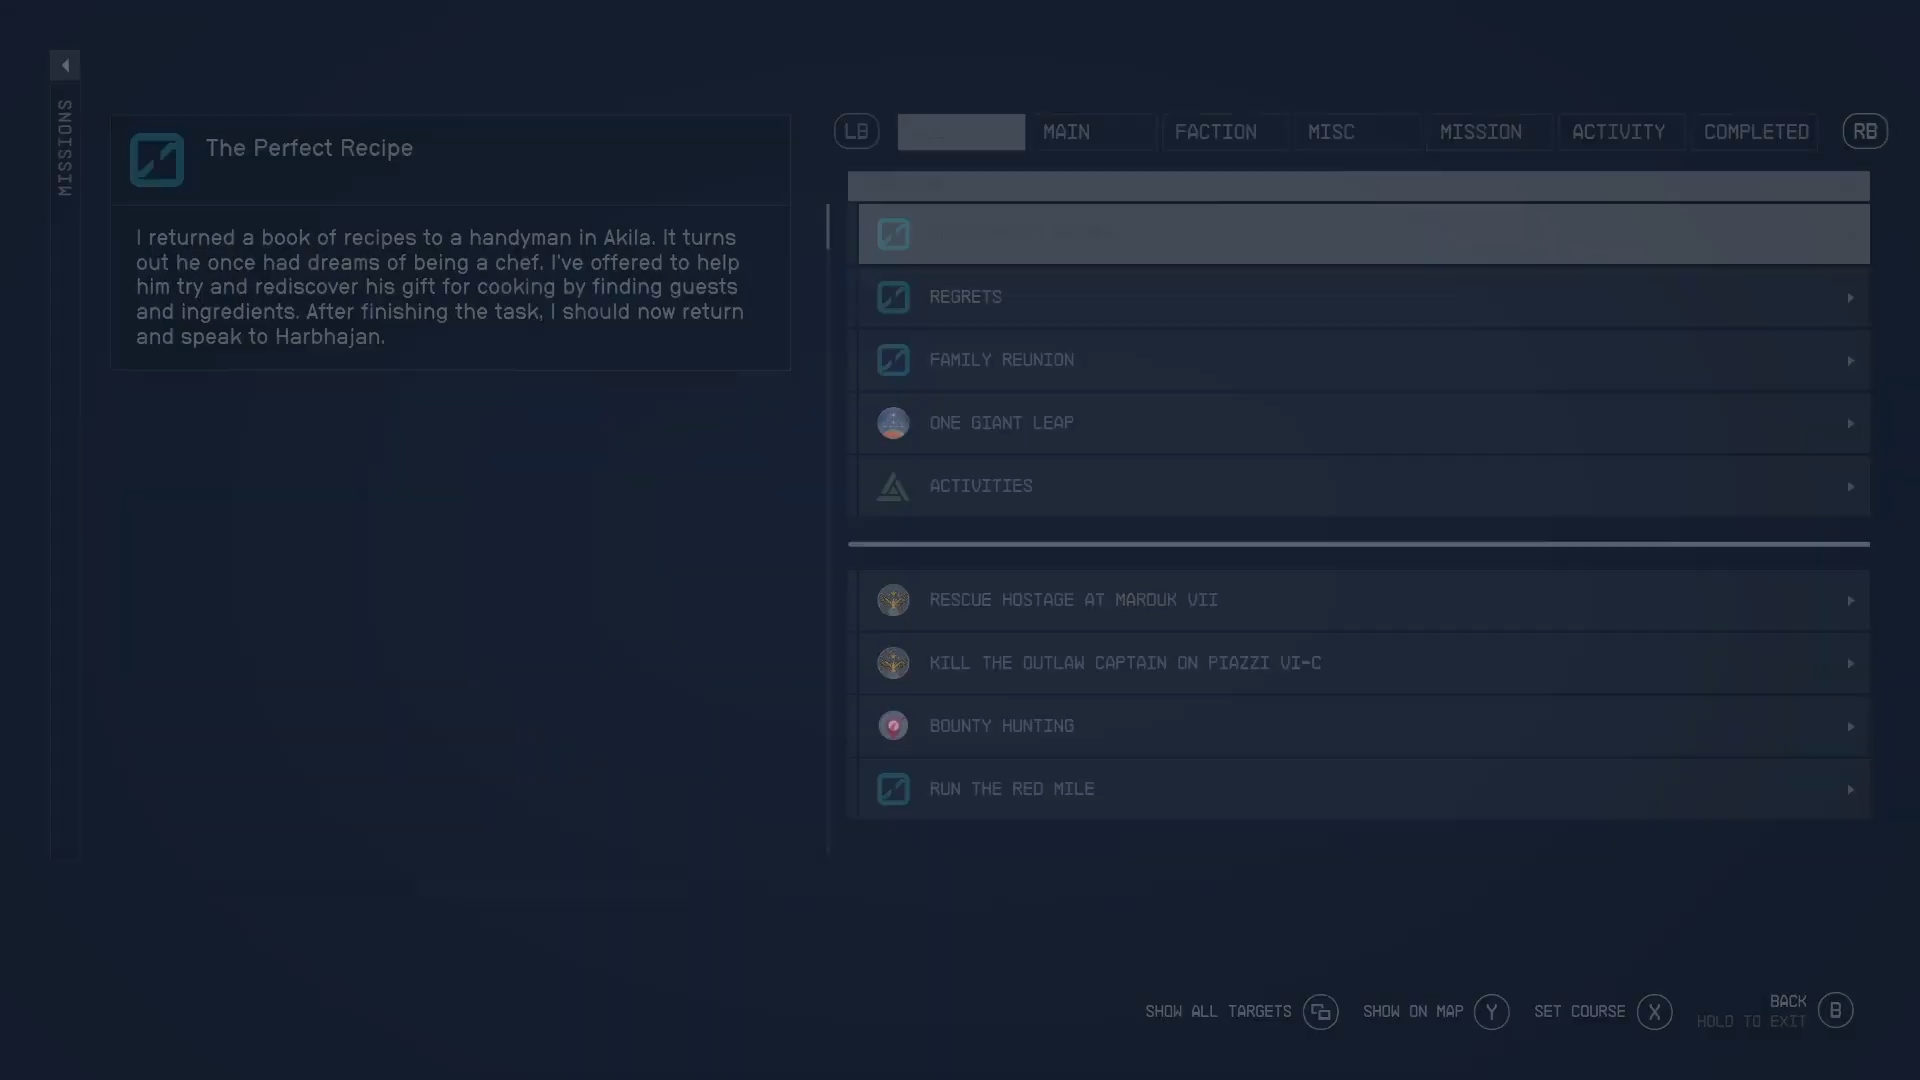 MISSIONS
The Perfect Recipe
I returned a book of recipes to a handyman in Akila. It turns
out he once had dreams of being a chef. I've offered to help
him try and rediscover his gift for cooking by finding guests
and ingredients. After finishing the task, I should now return
and speak to Harbhajan.
LB MAIN FACTION MISC MISSION ACTIVITY COMPLETED RB
REGRETS
FAMILY REUNION
ONE GIANT LEAP
ACTIVITIES
RESCUE HOSTAGE AT MARDUK VII
KILL THE OUTLAW CAPTAIN ON PIAZZI VI-C
BOUNTY HUNTING
RUN THE RED MILE
SHOW ALL TARGETS SHOW ON MAP Y SET COURSE X BACK B
HOLD TO EXIT